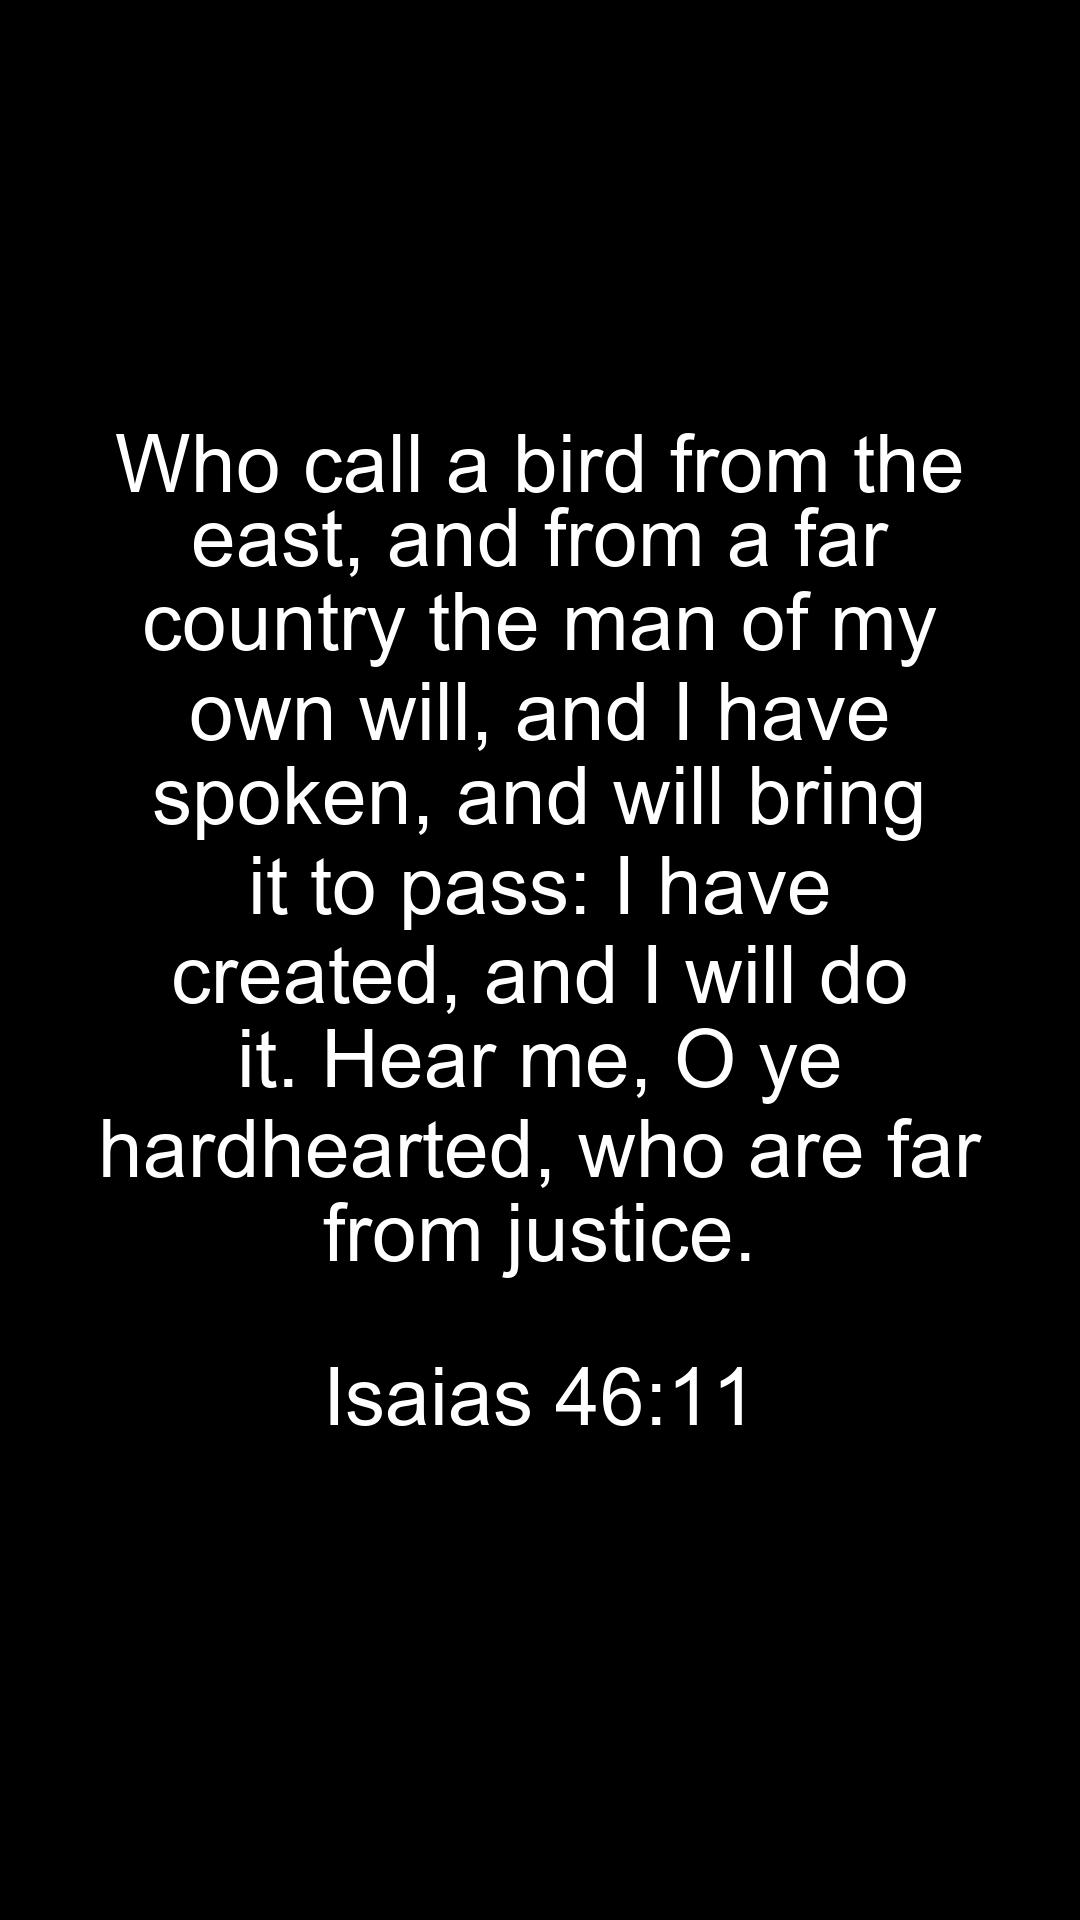 Who call a bird from the
east, and from a far
country the man of my
own will, and I have
spoken, and will bring
it to pass: I have
created, and I will do
it. Hear me, O ye
hardhearted, who are far
from justice.
Isaias 46:11